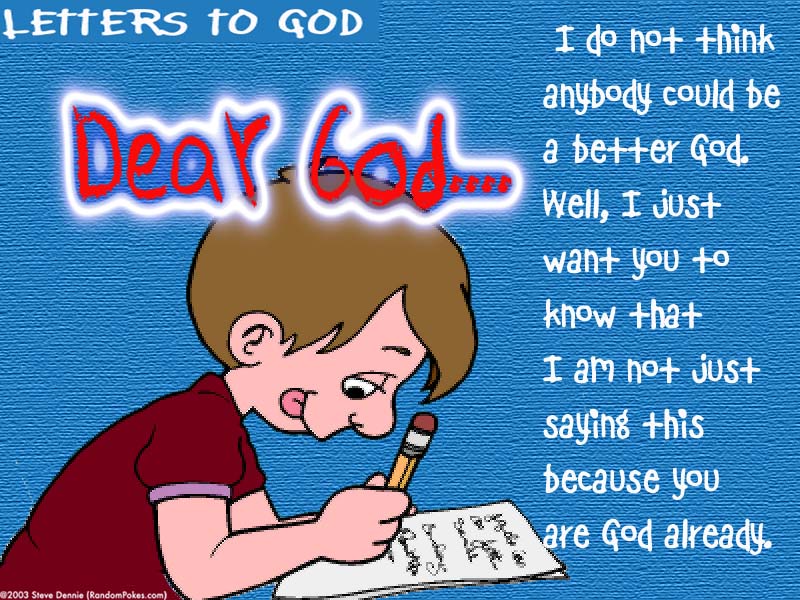 LETTERS TO GOD
Dear God....
I do not think
anybody could be
a better God.
Well, I just
want you to
know that
I am not just
saying this
because you
are God already.
©2003 Steve Dennie (RandomPokes.com)